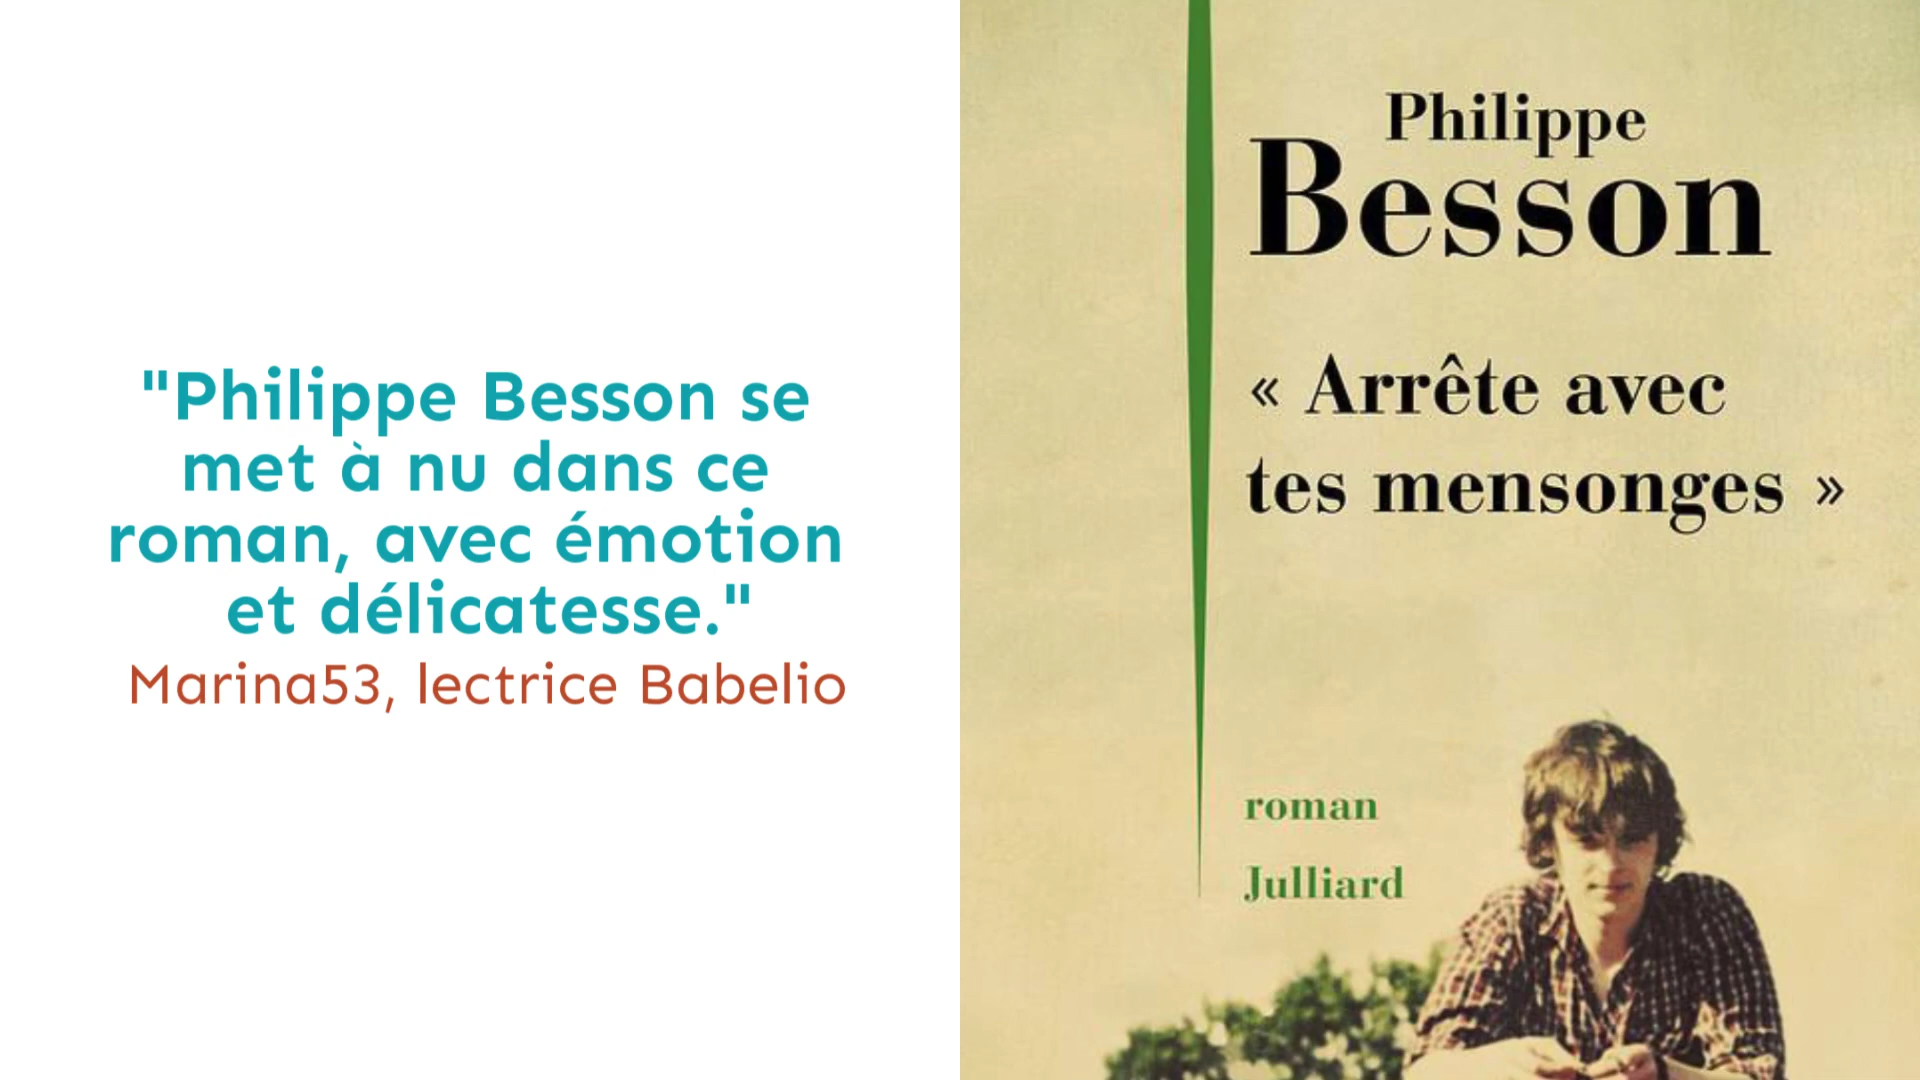 "Philippe Besson se
met à nu dans ce
roman, avec émotion
et délicatesse."
Marina53, lectrice Babelio
Philippe
Besson
« Arrête avec
tes mensonges »
roman
Julliard